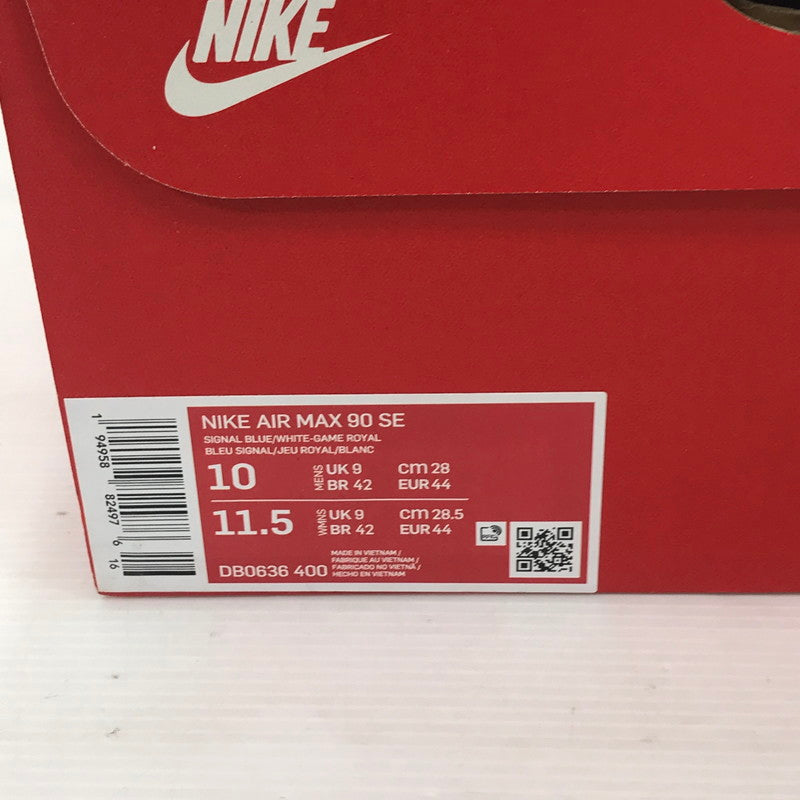 NIKE
NIKE AIR MAX 90 SE
SIGNAL BLUE/WHITE-GAME ROYAL
BLEU SIGNAL/JEU ROYAL/BLANC
10 MENS UK 9 CM 28
BR 42 EUR 44
11.5 WMNS UK 9 CM 28.5
BR 42 EUR 44
DB0636 400
MADE IN VIETNAM /
FABRIQUE AU VIETNAM /
FABRICADO NO VIETNÃ /
HECHO EN VIETNAM
1 94958 82497 6 16